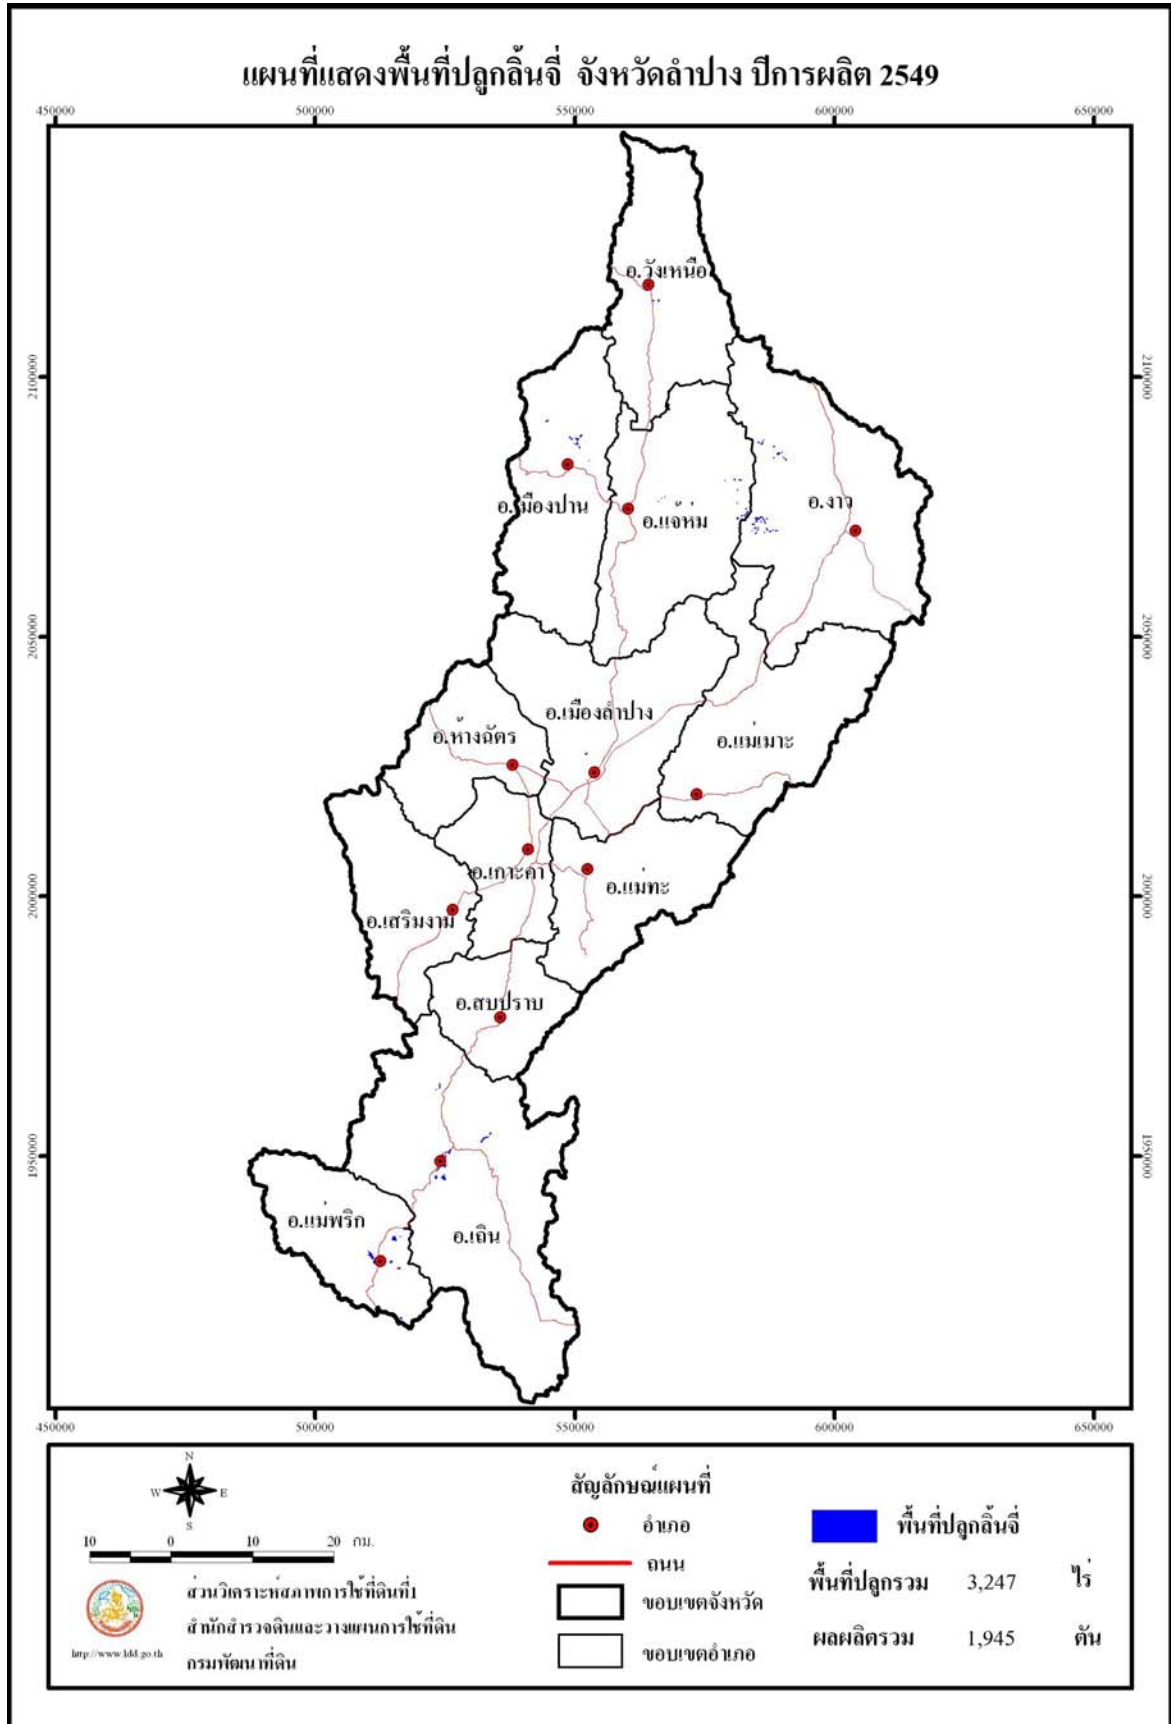 แผนที่แสดงพื้นที่ปลูกลิ้นจี่ จังหวัดลำปาง ปีการผลิต 2549
450000 500000 550000 600000 650000
อ.วังเหนือ
2100000 2100000
อ.เมืองปาน
อ.แจ้ห่ม
อ.งาว
2050000 2050000
อ.เมืองลำปาง
อ.ห้างฉัตร
อ.แม่เมาะ
อ.เกาะคา
อ.แม่ทะ
2000000 2000000
อ.เสริมงาม
อ.สบปราบ
1950000 1950000
อ.แม่พริก
อ.เถิน
450000 500000 550000 600000 650000
N
W E
S
10 0 10 20 กม.
ส่วนวิเคราะห์สภาพการใช้ที่ดินที่1
สำนักสำรวจดินและวางแผนการใช้ที่ดิน
กรมพัฒนาที่ดิน
http://www.ldd.go.th
สัญลักษณ์แผนที่
อำเภอ
ถนน
ขอบเขตจังหวัด
ขอบเขตอำเภอ
พื้นที่ปลูกลิ้นจี่
พื้นที่ปลูกรวม 3,247 ไร่
ผลผลิตรวม 1,945 ตัน